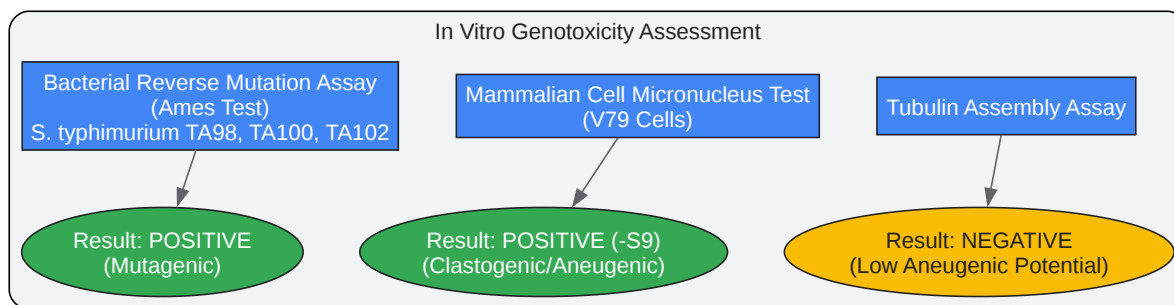 In Vitro Genotoxicity Assessment
Bacterial Reverse Mutation Assay
(Ames Test)
S. typhimurium TA98, TA100, TA102
Mammalian Cell Micronucleus Test
(V79 Cells)
Tubulin Assembly Assay
Result: POSITIVE
(Mutagenic)
Result: POSITIVE (-S9)
(Clastogenic/Aneugenic)
Result: NEGATIVE
(Low Aneugenic Potential)